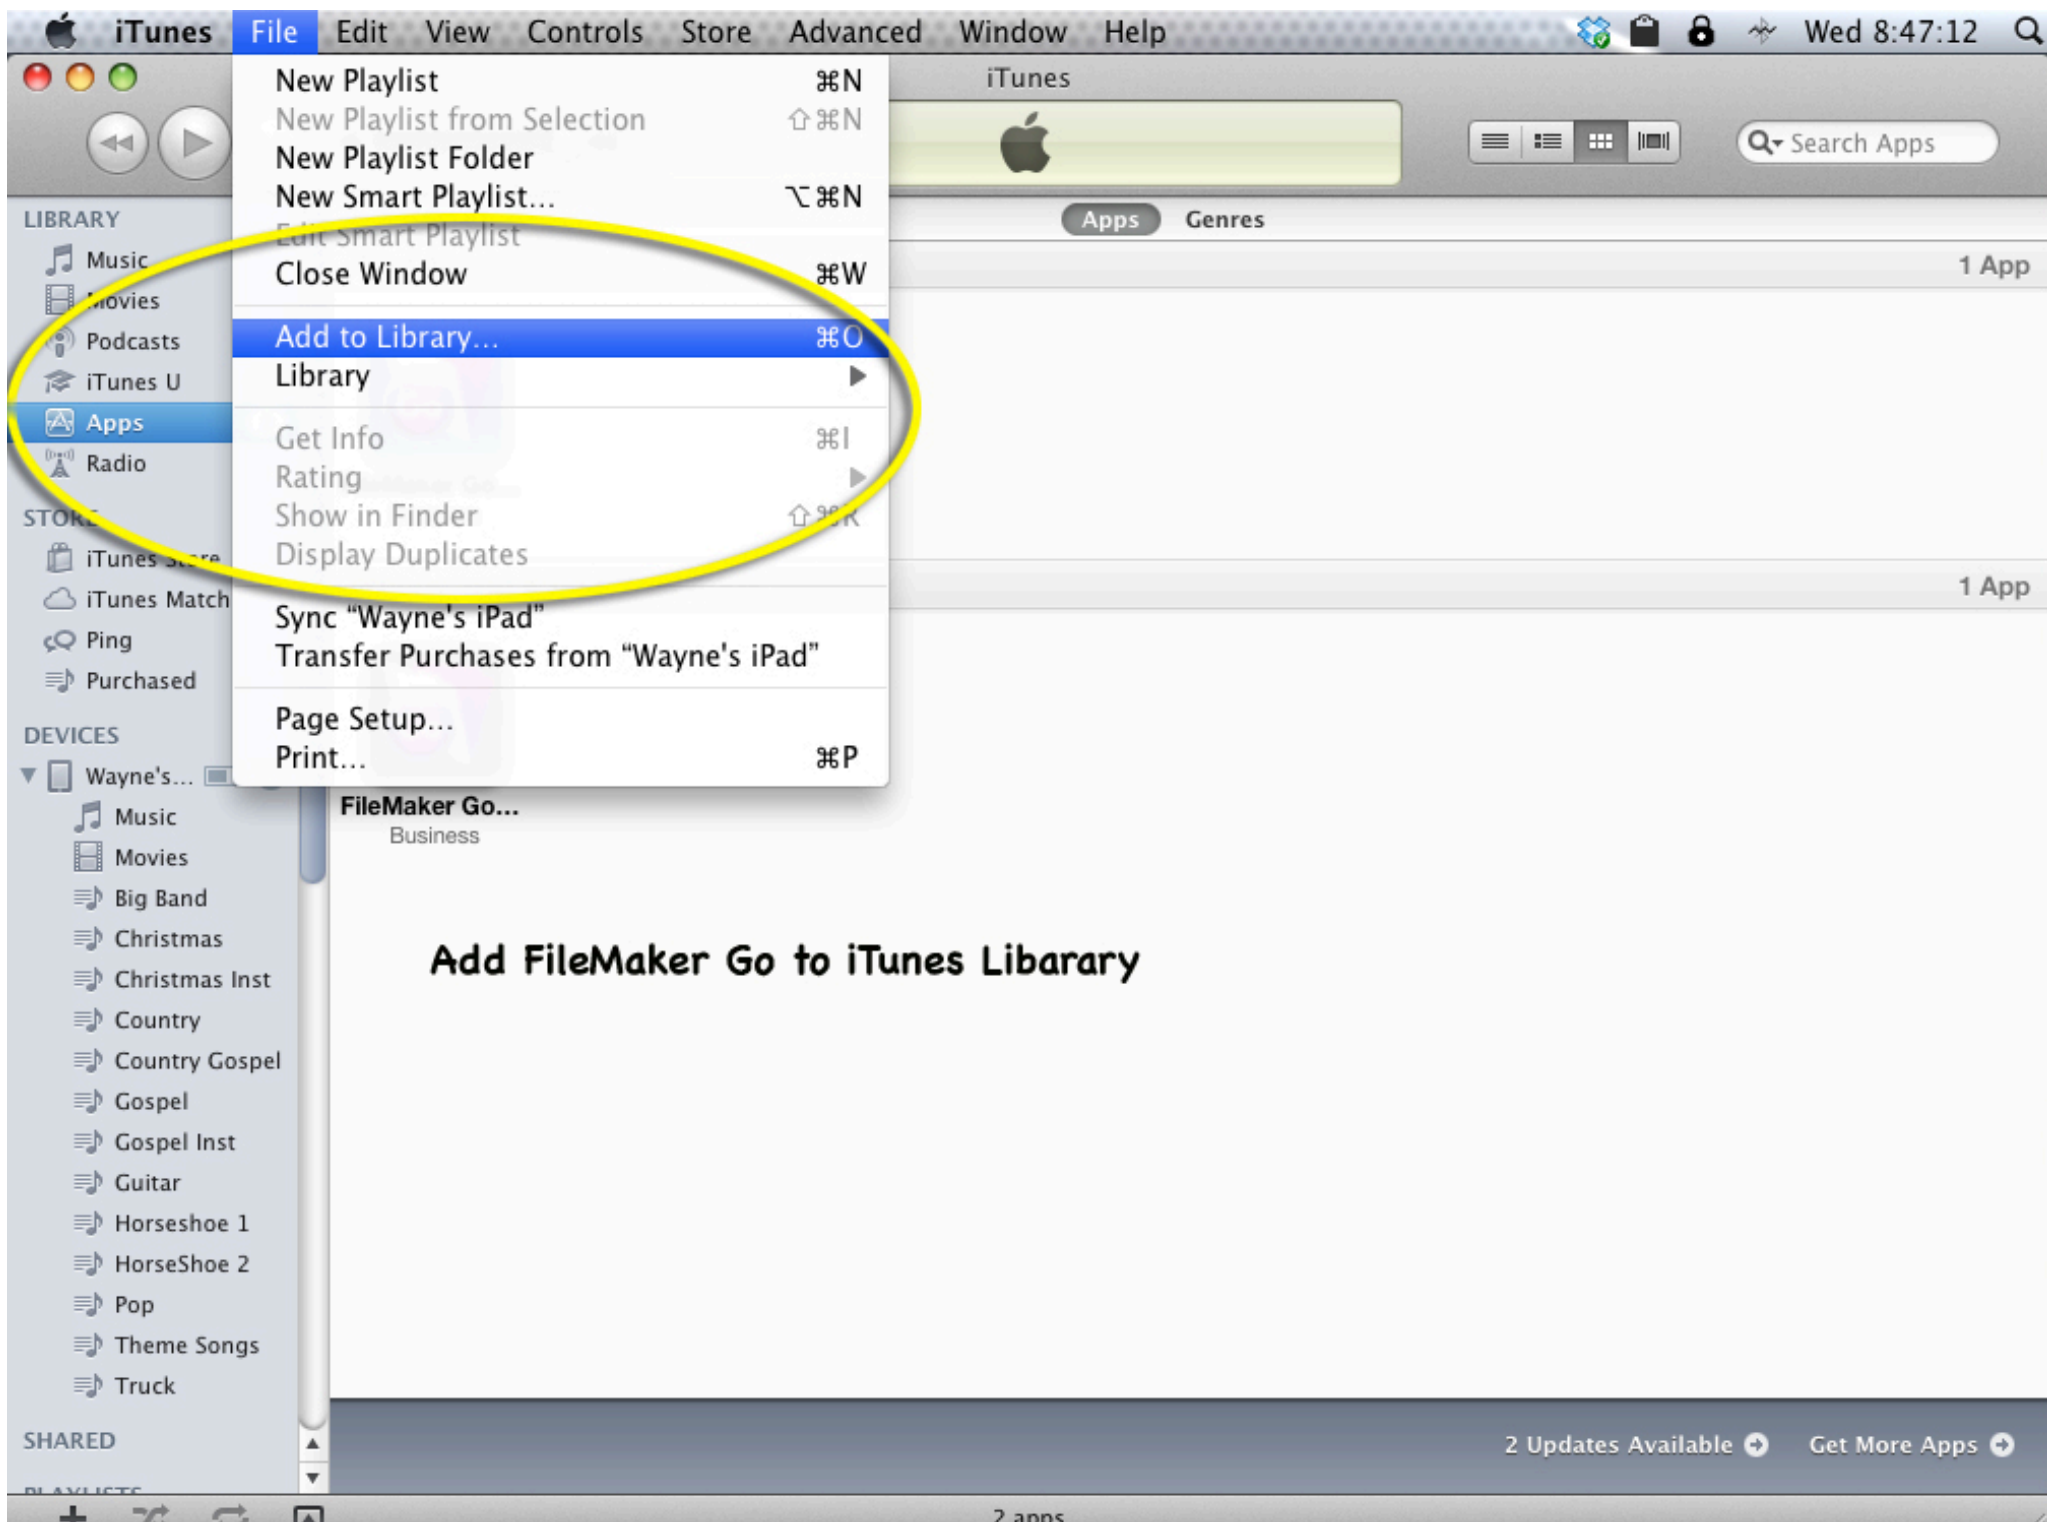 iTunes File Edit View Controls Store Advanced Window Help Wed 8:47:12
iTunes
Search Apps
Apps Genres
1 App
1 App
New Playlist ⌘N
New Playlist from Selection ⇧⌘N
New Playlist Folder
New Smart Playlist... ⌥⌘N
Edit Smart Playlist
Close Window ⌘W
Add to Library... ⌘O
Library
Get Info ⌘I
Rating
Show in Finder ⇧⌘R
Display Duplicates
Sync “Wayne's iPad”
Transfer Purchases from “Wayne's iPad”
Page Setup...
Print... ⌘P
LIBRARY
Music
Movies
Podcasts
iTunes U
Apps
Radio
STORE
iTunes Store
iTunes Match
Ping
Purchased
DEVICES
Wayne's...
Music
Movies
Big Band
Christmas
Christmas Inst
Country
Country Gospel
Gospel
Gospel Inst
Guitar
Horseshoe 1
HorseShoe 2
Pop
Theme Songs
Truck
SHARED
PLAYLISTS
FileMaker Go...
Business
Add FileMaker Go to iTunes Libarary
2 Updates Available Get More Apps
2 apps